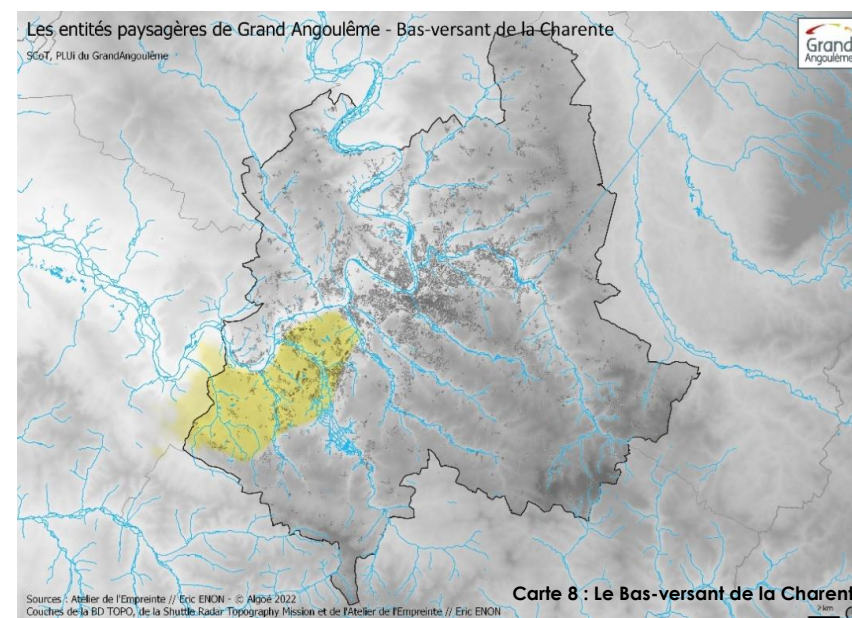 Les entités paysagères de Grand Angoulême - Bas-versant de la Charente
SCoT, PLUi du GrandAngoulême
Grand
Angoulême
Carte 8 : Le Bas-versant de la Charent
Sources : Atelier de l'Empreinte // Eric ENON - © Algoé 2022
Couches de la BD TOPO, de la Shuttle Radar Topography Mission et de l'Atelier de l'Empreinte // Eric ENON